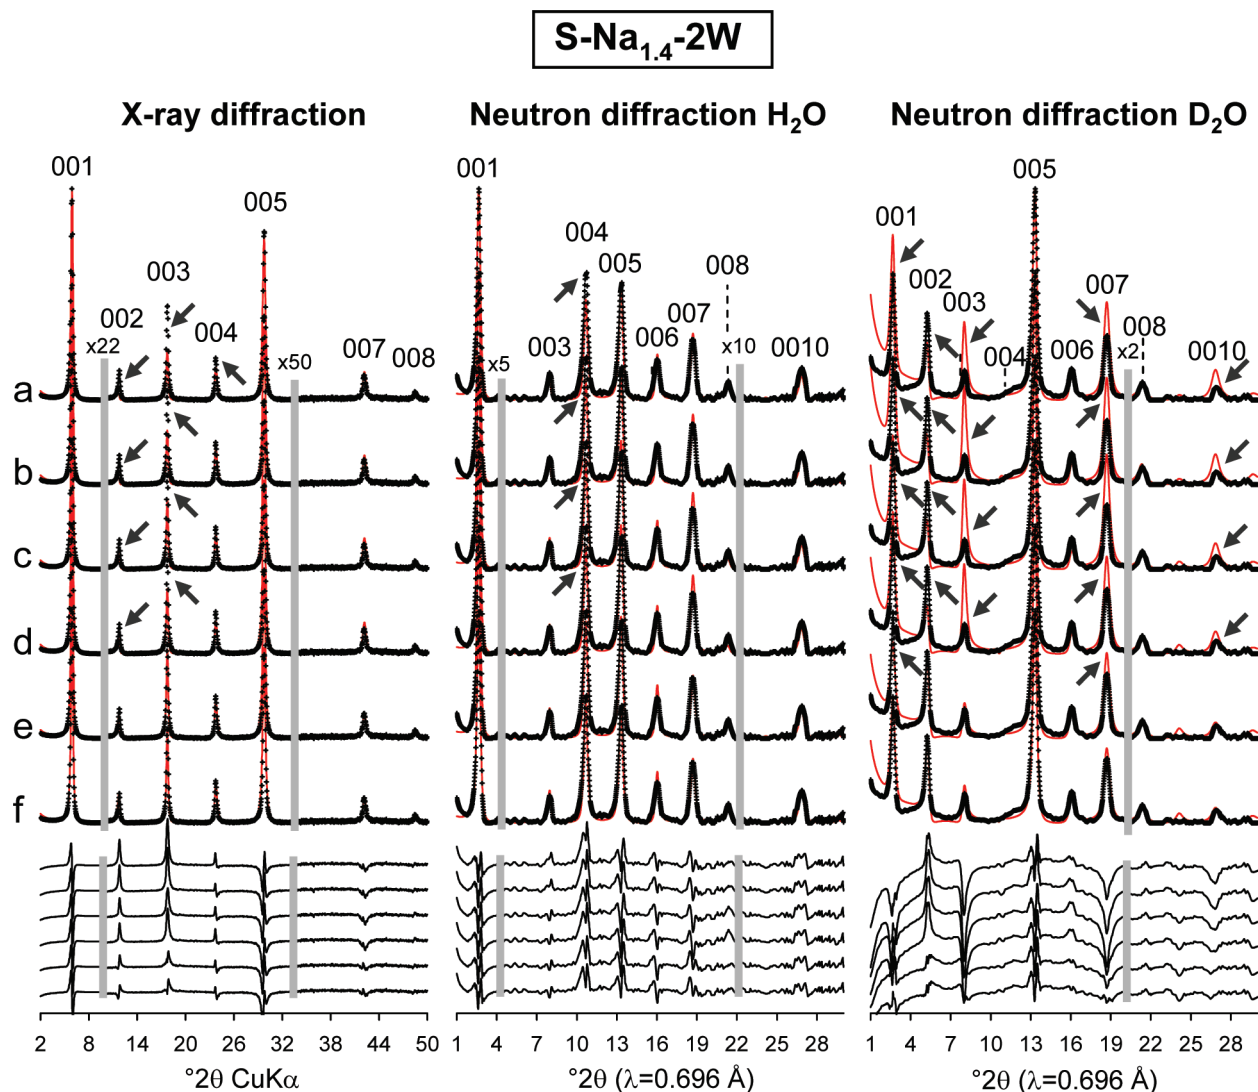 S-Na1.4-2W
X-ray diffraction
001
002
003
004
005
007
008
x22
x50
a
b
c
d
e
f
2 8 14 20 26 32 38 44 50
°2θ CuKα
Neutron diffraction H2O
001
003
004
005
006
007
008
0010
x5
x10
1 4 7 10 13 16 19 22 25 28
°2θ (λ=0.696 Å)
Neutron diffraction D2O
001
002
003
004
005
006
007
008
0010
x2
1 4 7 10 13 16 19 22 25 28
°2θ (λ=0.696 Å)